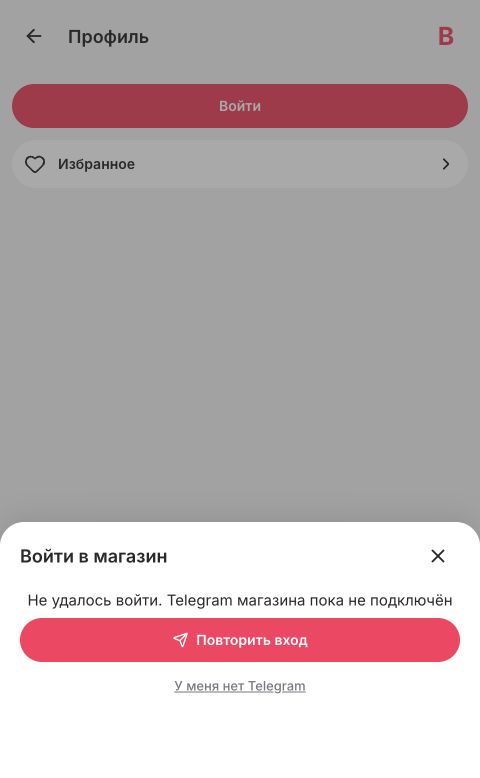 Профиль
B
Войти
Избранное
Войти в магазин
Не удалось войти. Telegram магазина пока не подключён
Повторить вход
У меня нет Telegram